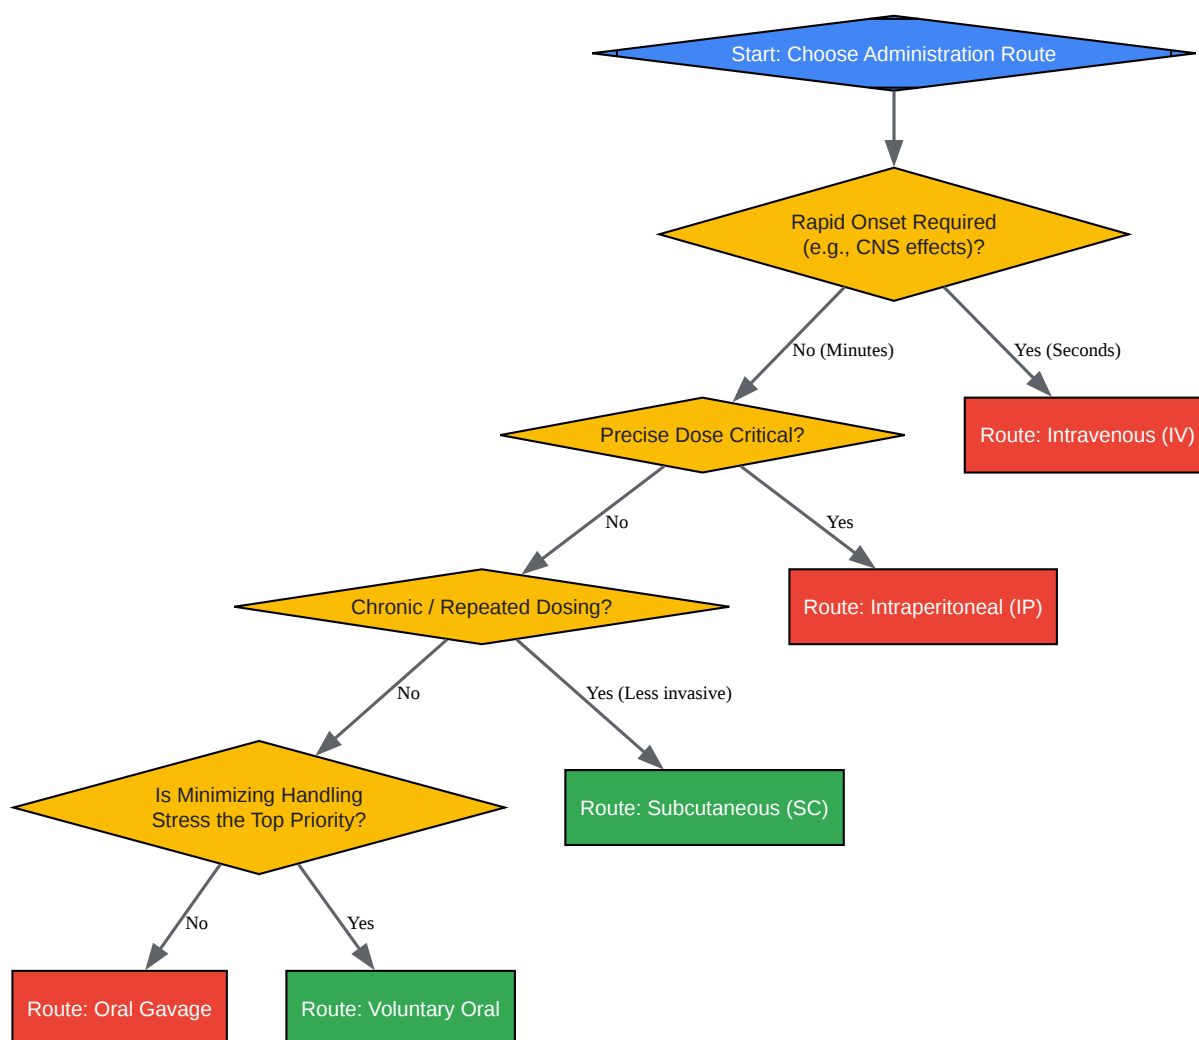 Start: Choose Administration Route
Rapid Onset Required
(e.g., CNS effects)?
No (Minutes)
Yes (Seconds)
Precise Dose Critical?
Route: Intravenous (IV)
No
Yes
Chronic / Repeated Dosing?
Route: Intraperitoneal (IP)
No
Yes (Less invasive)
Is Minimizing Handling
Stress the Top Priority?
Route: Subcutaneous (SC)
No
Yes
Route: Oral Gavage
Route: Voluntary Oral